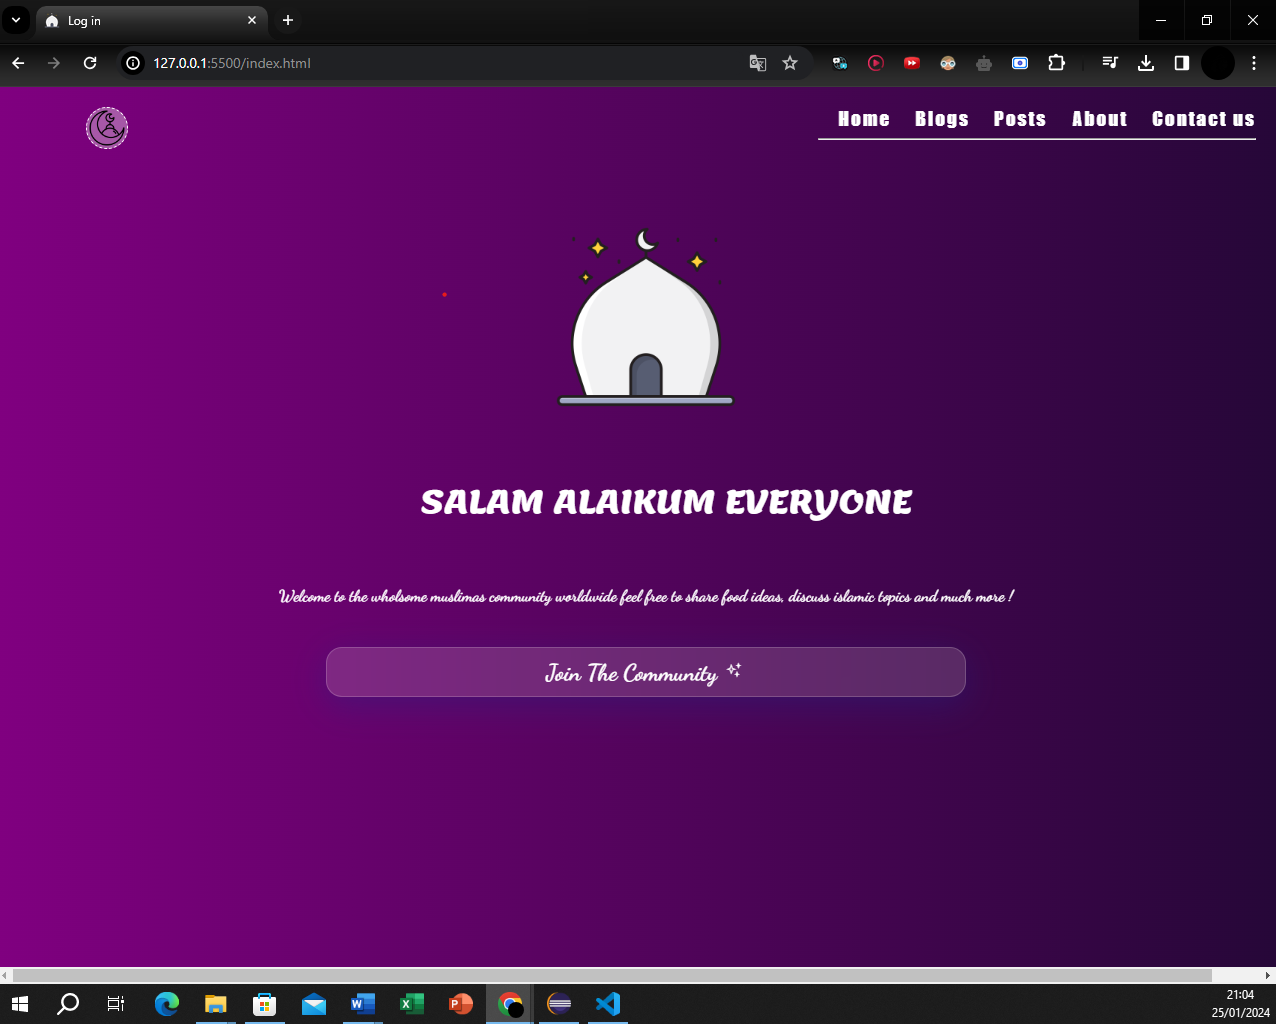 Log in
127.0.0.1:5500/index.html
Home Blogs Posts About Contact us
SALAM ALAIKUM EVERYONE
Welcome to the wholsome muslimas community worldwide feel free to share food ideas, discuss islamic topics and much more !
Join The Community
21:04
25/01/2024